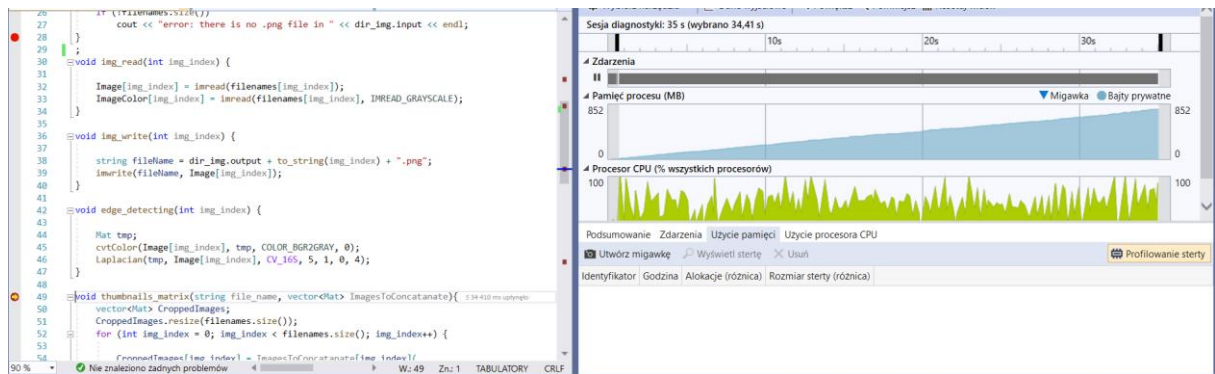 26 if (!filenames.size())
27 cout << "error: there is no .png file in " << dir_img.input << endl;
28 }
29 ;
30 void img_read(int img_index) {
31
32 Image[img_index] = imread(filenames[img_index]);
33 ImageColor[img_index] = imread(filenames[img_index], IMREAD_GRAYSCALE);
34 }
35
36 void img_write(int img_index) {
37
38 string fileName = dir_img.output + to_string(img_index) + ".png";
39 imwrite(fileName, Image[img_index]);
40 }
41
42 void edge_detecting(int img_index) {
43
44 Mat tmp;
45 cvtColor(Image[img_index], tmp, COLOR_BGR2GRAY, 0);
46 Laplacian(tmp, Image[img_index], CV_16S, 5, 1, 0, 4);
47 }
48
49 void thumbnails_matrix(string file_name, vector<Mat> ImagesToConcatanate){ ≤ 34 410 ms upłynęło
50 vector<Mat> CroppedImages;
51 CroppedImages.resize(filenames.size());
52 for (int img_index = 0; img_index < filenames.size(); img_index++) {
53
54 CroppedImages[img_index] = ImagesToConcatanate[img_index](
90 % Nie znaleziono żadnych problemów W.: 49 Zn.: 1 TABULATORY CRLF
Sesja diagnostyki: 35 s (wybrano 34,41 s)
10s 20s 30s
Zdarzenia
Pamięć procesu (MB) Migawka Bajty prywatne
852 852
0 0
Procesor CPU (% wszystkich procesorów)
100 100
Podsumowanie Zdarzenia Użycie pamięci Użycie procesora CPU
Utwórz migawkę Wyświetl stertę Usuń Profilowanie sterty
Identyfikator Godzina Alokacje (różnica) Rozmiar sterty (różnica)